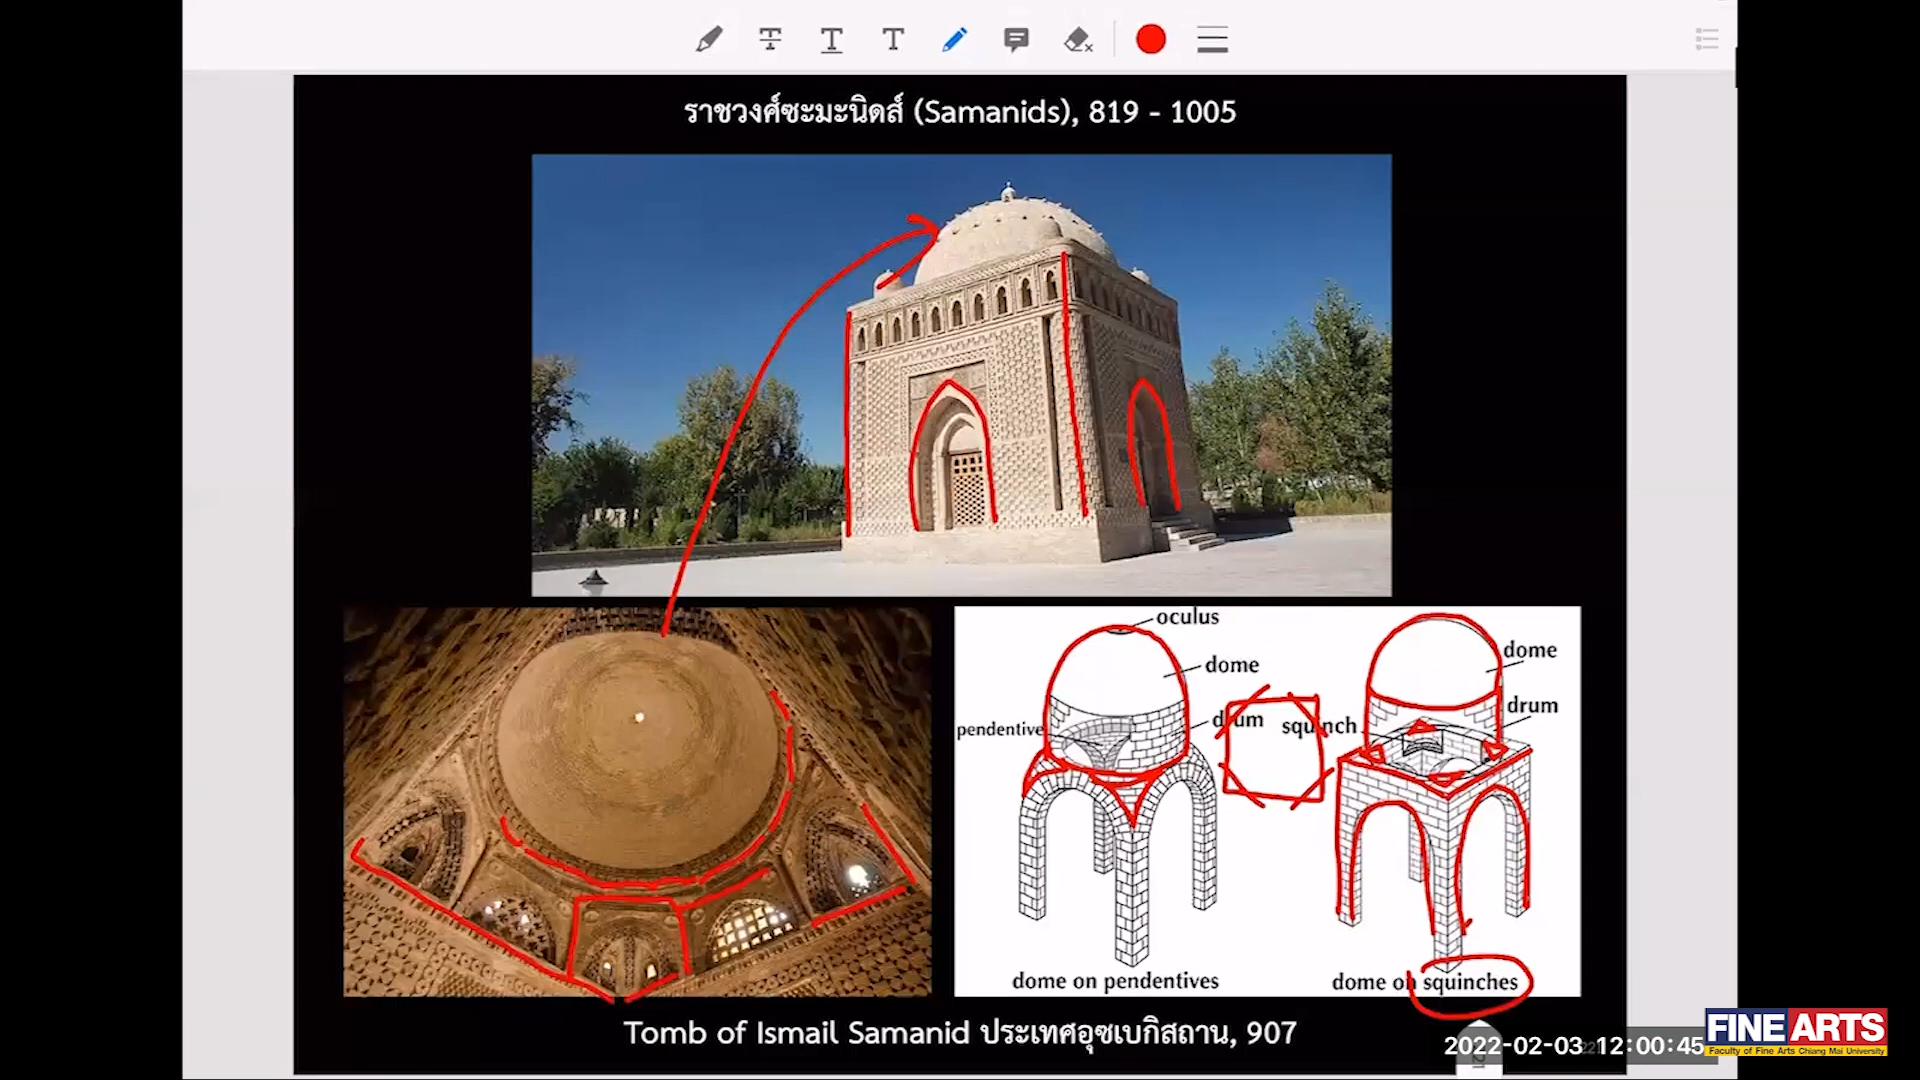 ราชวงศ์ซะมะนิดส์ (Samanids), 819 - 1005
oculus
dome
pendentive
drum
squinch
dome
drum
dome on pendentives
dome on squinches
Tomb of Ismail Samanid ประเทศอุซเบกิสถาน, 907
2022-02-03 12:00:45
FINE ARTS
Faculty of Fine Arts Chiang Mai University